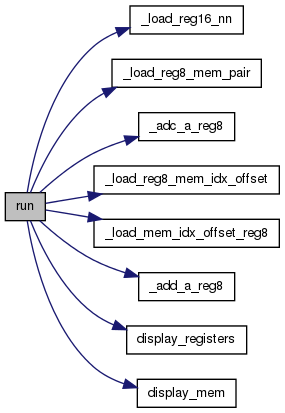 _load_reg16_nn
_load_reg8_mem_pair
_adc_a_reg8
_load_reg8_mem_idx_offset
run
_load_mem_idx_offset_reg8
_add_a_reg8
display_registers
display_mem